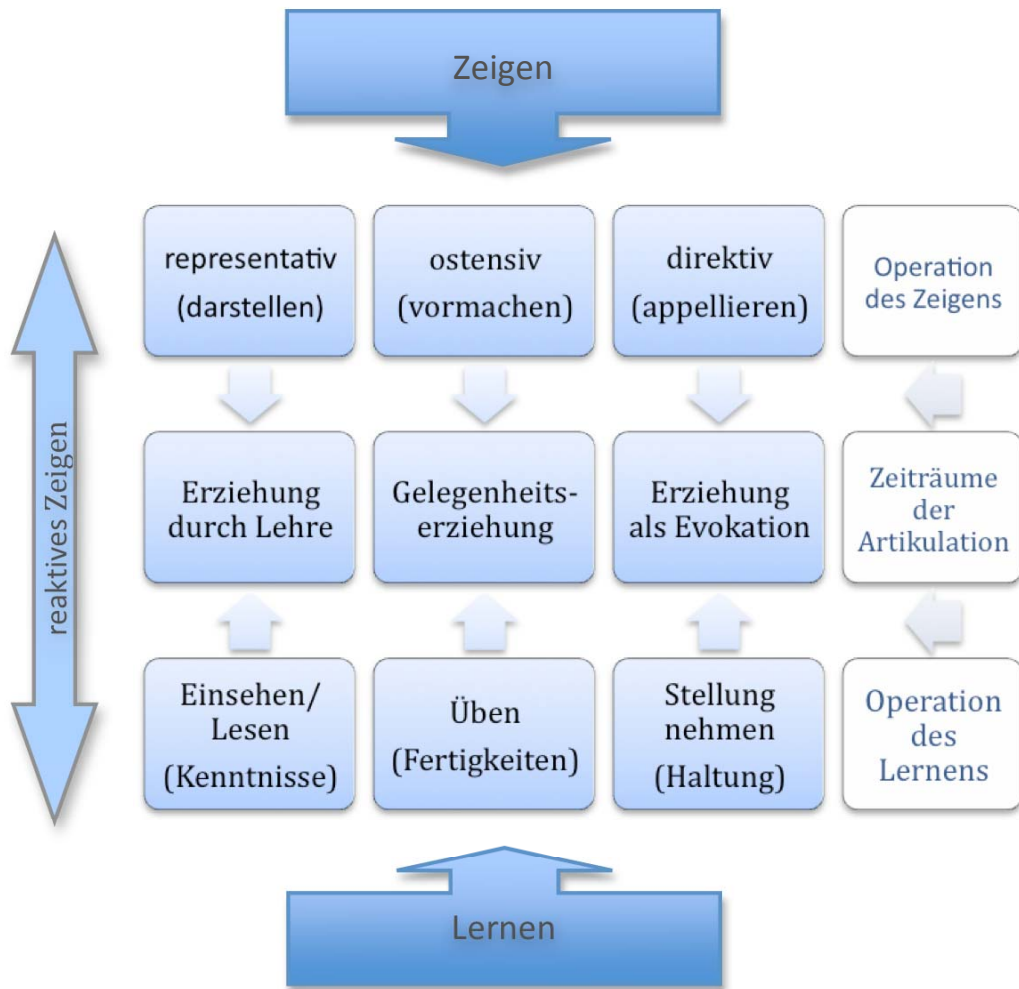 Zeigen
representativ
(darstellen)
ostensiv
(vormachen)
direktiv
(appellieren)
Operation
des Zeigens
reaktives Zeigen
Erziehung
durch Lehre
Gelegenheits-
erziehung
Erziehung
als Evokation
Zeiträume
der
Artikulation
Einsehen/
Lesen
(Kenntnisse)
Üben
(Fertigkeiten)
Stellung
nehmen
(Haltung)
Operation
des
Lernens
Lernen